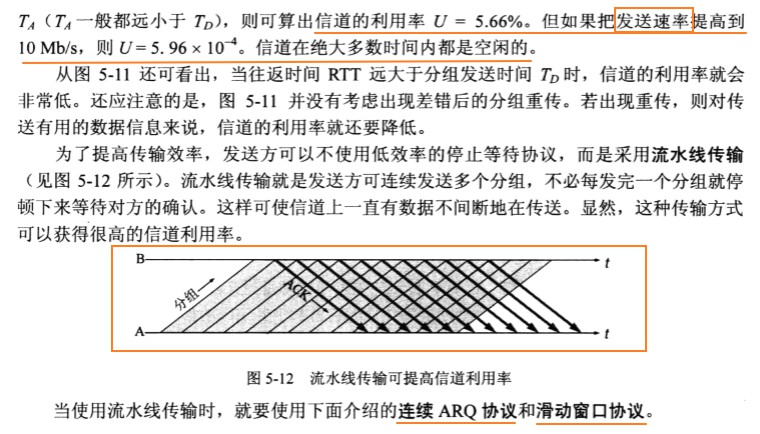 T_A（T_A 一般都远小于 T_D），则可算出信道的利用率 U = 5.66%。但如果把发送速率提高到
10 Mb/s，则 U = 5. 96 × 10⁻⁴。信道在绝大多数时间内都是空闲的。
从图 5-11 还可看出，当往返时间 RTT 远大于分组发送时间 T_D 时，信道的利用率就会
非常低。还应注意的是，图 5-11 并没有考虑出现差错后的分组重传。若出现重传，则对传
送有用的数据信息来说，信道的利用率就还要降低。
为了提高传输效率，发送方可以不使用低效率的停止等待协议，而是采用流水线传输
（见图 5-12 所示）。流水线传输就是发送方可连续发送多个分组，不必每发完一个分组就停
顿下来等待对方的确认。这样可使信道上一直有数据不间断地在传送。显然，这种传输方式
可以获得很高的信道利用率。
B
t
分组
ACK
A
t
图 5-12 流水线传输可提高信道利用率
当使用流水线传输时，就要使用下面介绍的连续 ARQ 协议和滑动窗口协议。